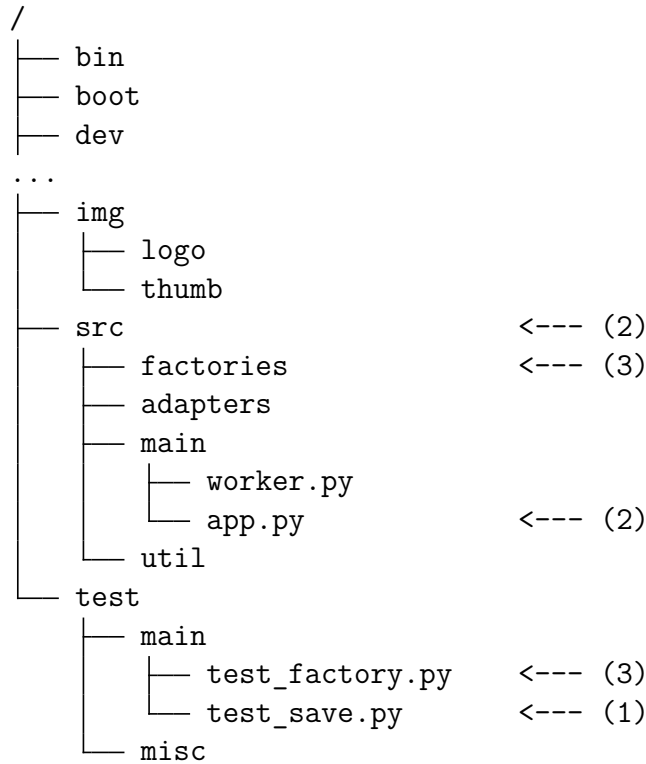 /
├── bin
├── boot
├── dev
...
├── img
│   ├── logo
│   └── thumb
├── src <--- (2)
│   ├── factories <--- (3)
│   ├── adapters
│   ├── main
│   │   ├── worker.py
│   │   └── app.py <--- (2)
│   └── util
└── test
    ├── main
    │   ├── test_factory.py <--- (3)
    │   └── test_save.py <--- (1)
    └── misc